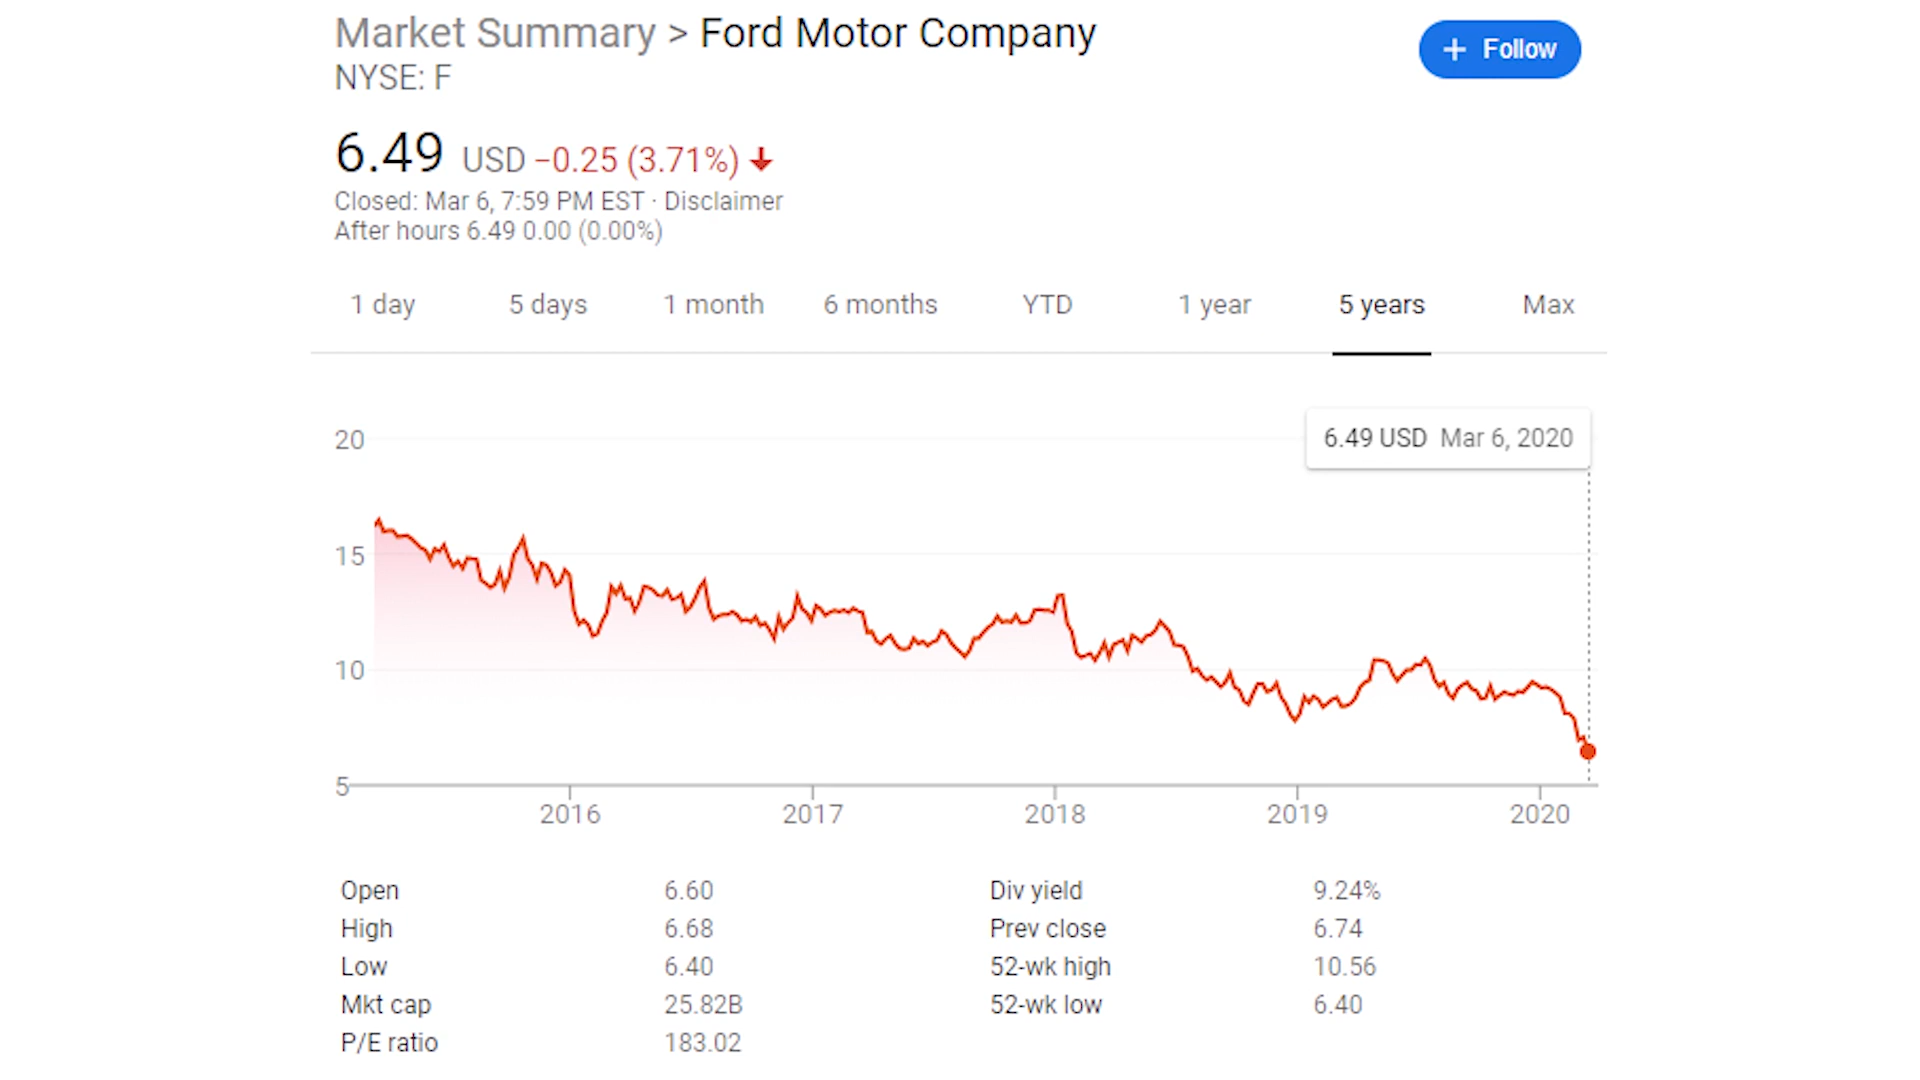 Market Summary > Ford Motor Company
NYSE: F
+ Follow
6.49 USD −0.25 (3.71%)
Closed: Mar 6, 7:59 PM EST · Disclaimer
After hours 6.49 0.00 (0.00%)
1 day 5 days 1 month 6 months YTD 1 year 5 years Max
6.49 USD Mar 6, 2020
20
15
10
5
2016 2017 2018 2019 2020
Open 6.60 Div yield 9.24%
High 6.68 Prev close 6.74
Low 6.40 52-wk high 10.56
Mkt cap 25.82B 52-wk low 6.40
P/E ratio 183.02